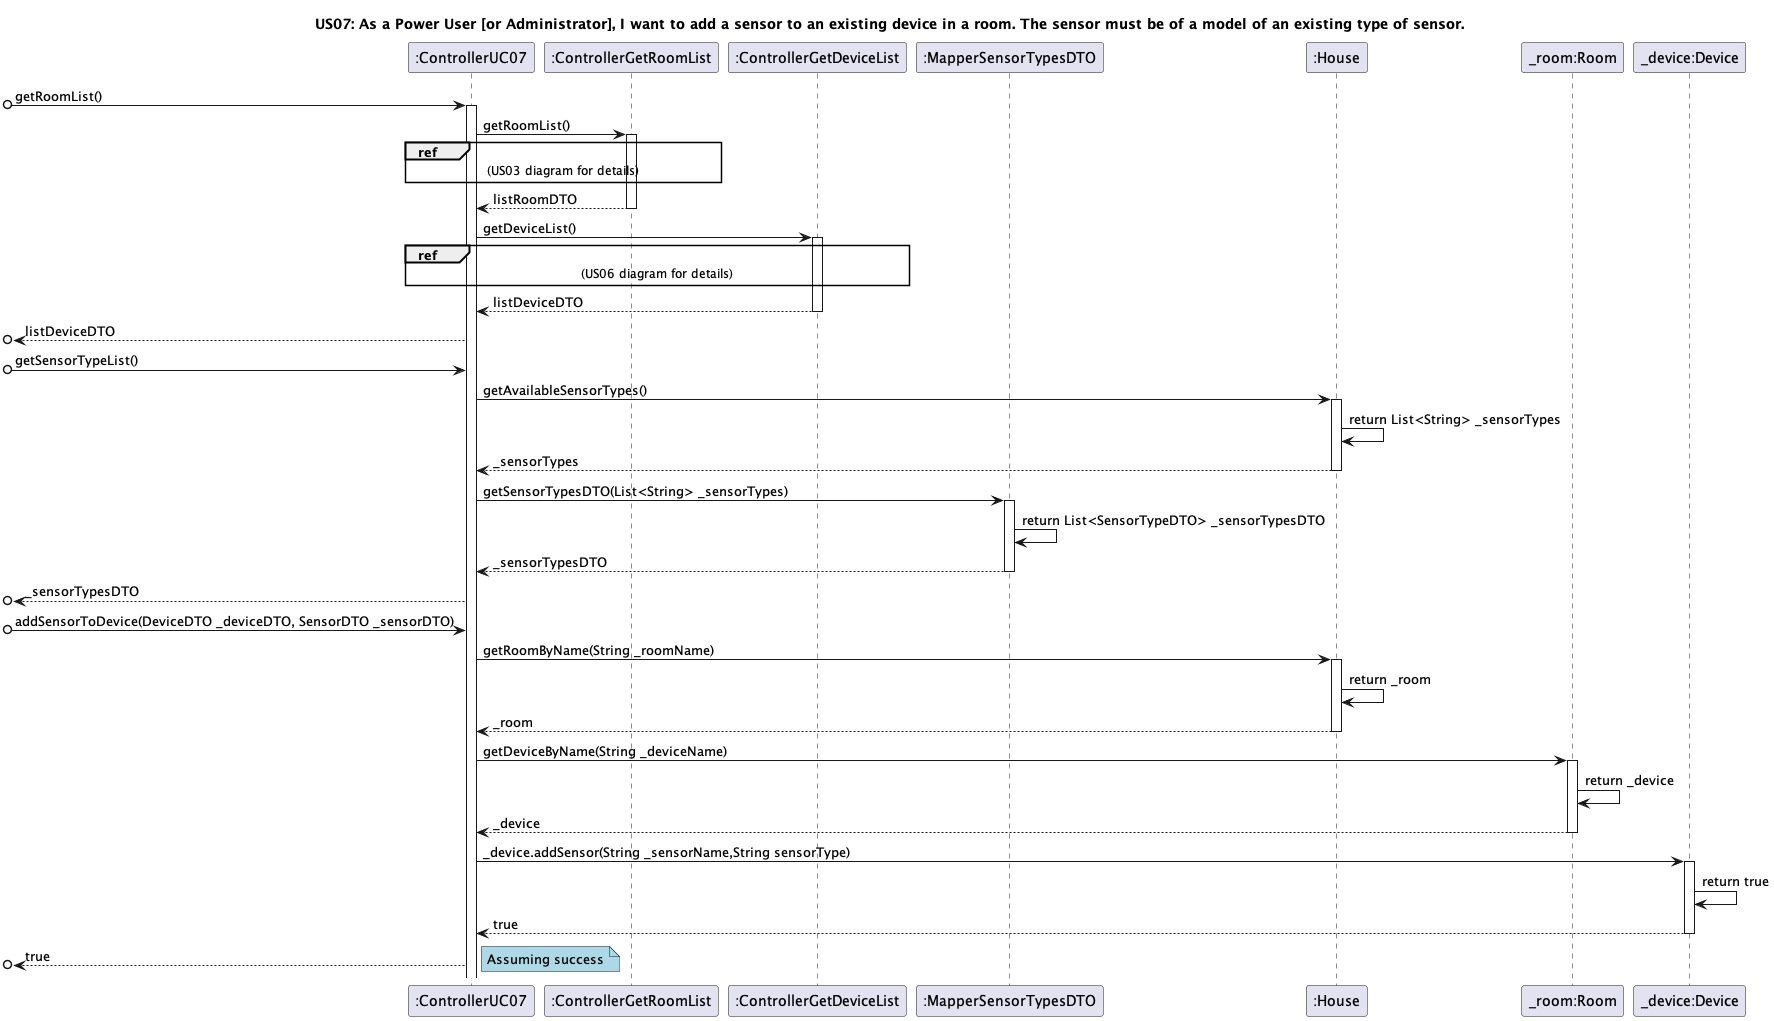 US07: As a Power User [or Administrator], I want to add a sensor to an existing device in a room. The sensor must be of a model of an existing type of sensor.
:ControllerUC07 :ControllerGetRoomList :ControllerGetDeviceList :MapperSensorTypesDTO :House _room:Room _device:Device
getRoomList()
getRoomList()
ref
(US03 diagram for details)
listRoomDTO
getDeviceList()
ref
(US06 diagram for details)
listDeviceDTO
listDeviceDTO
getSensorTypeList()
getAvailableSensorTypes()
return List<String> _sensorTypes
_sensorTypes
getSensorTypesDTO(List<String> _sensorTypes)
return List<SensorTypeDTO> _sensorTypesDTO
_sensorTypesDTO
_sensorTypesDTO
addSensorToDevice(DeviceDTO _deviceDTO, SensorDTO _sensorDTO)
getRoomByName(String _roomName)
return _room
_room
getDeviceByName(String _deviceName)
return _device
_device
_device.addSensor(String _sensorName,String sensorType)
return true
true
true
Assuming success
:ControllerUC07 :ControllerGetRoomList :ControllerGetDeviceList :MapperSensorTypesDTO :House _room:Room _device:Device